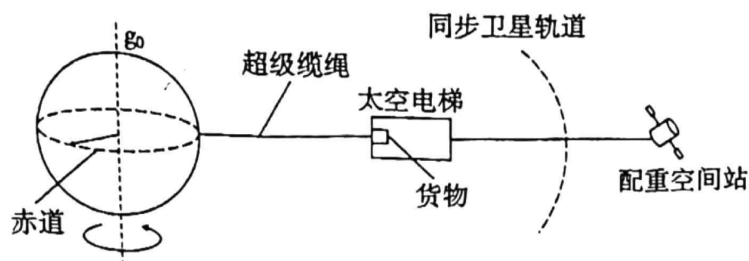 g₀
同步卫星轨道
超级缆绳
太空电梯
货物
配重空间站
赤道